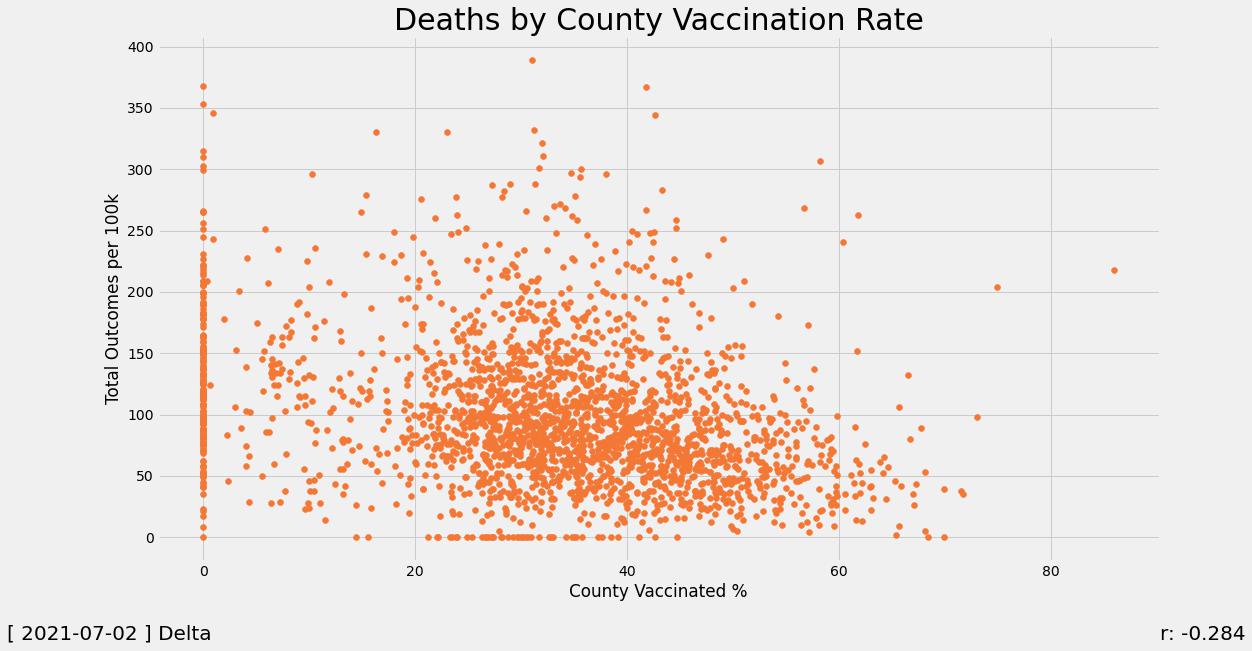 Deaths by County Vaccination Rate
400
350
300
250
200
150
100
50
0
Total Outcomes per 100k
0 20 40 60 80
County Vaccinated %
[ 2021-07-02 ] Delta
r: -0.284